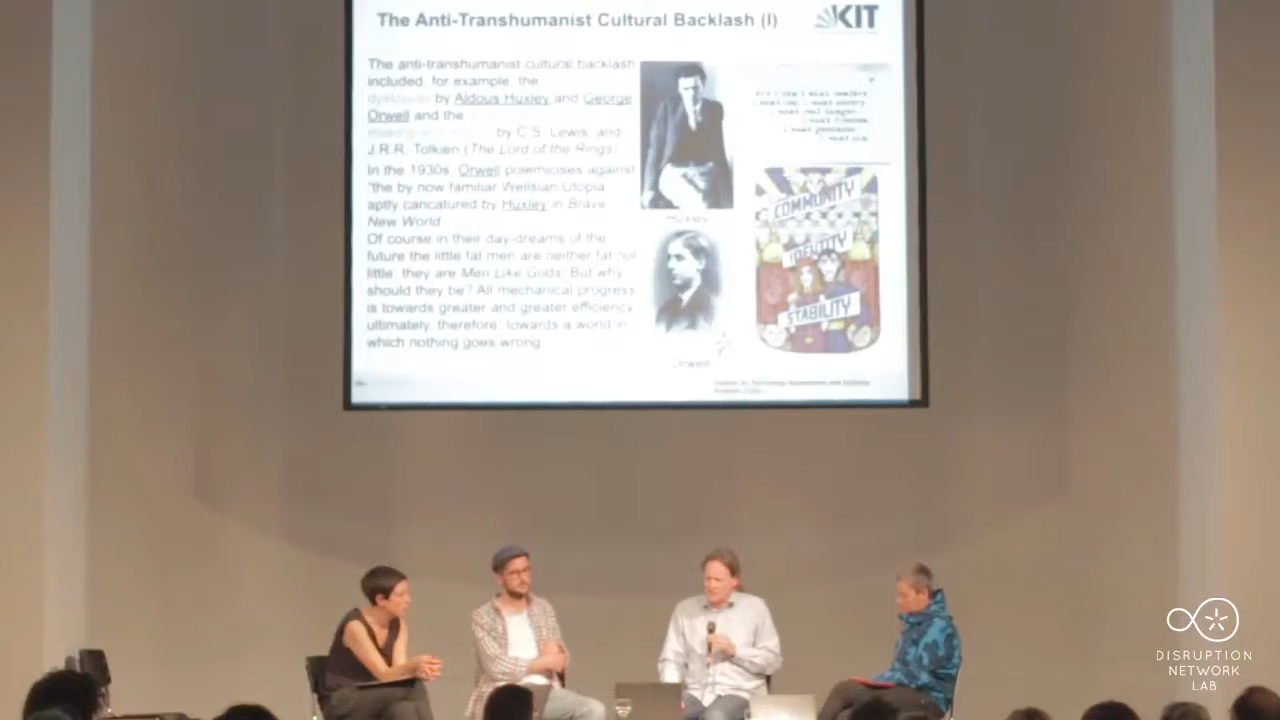 The Anti-Transhumanist Cultural Backlash (I)
KIT
The anti-transhumanist cultural backlash
included, for example, the
by Aldous Huxley and George
Orwell and the
by C.S. Lewis and
J.R.R. Tolkien (The Lord of the Rings)
In the 1930s, Orwell polemicises against
"the by now familiar Wellsian Utopia
aptly caricatured by Huxley in Brave
New World
Of course in their day-dreams of the
future the little fat men are neither fat nor
little; they are Men Like Gods. But why
should they be? All mechanical progress
is towards greater and greater efficiency;
ultimately, therefore, towards a world in
which nothing goes wrong
Huxley
Orwell
COMMUNITY
IDENTITY
STABILITY
DISRUPTION
NETWORK
LAB